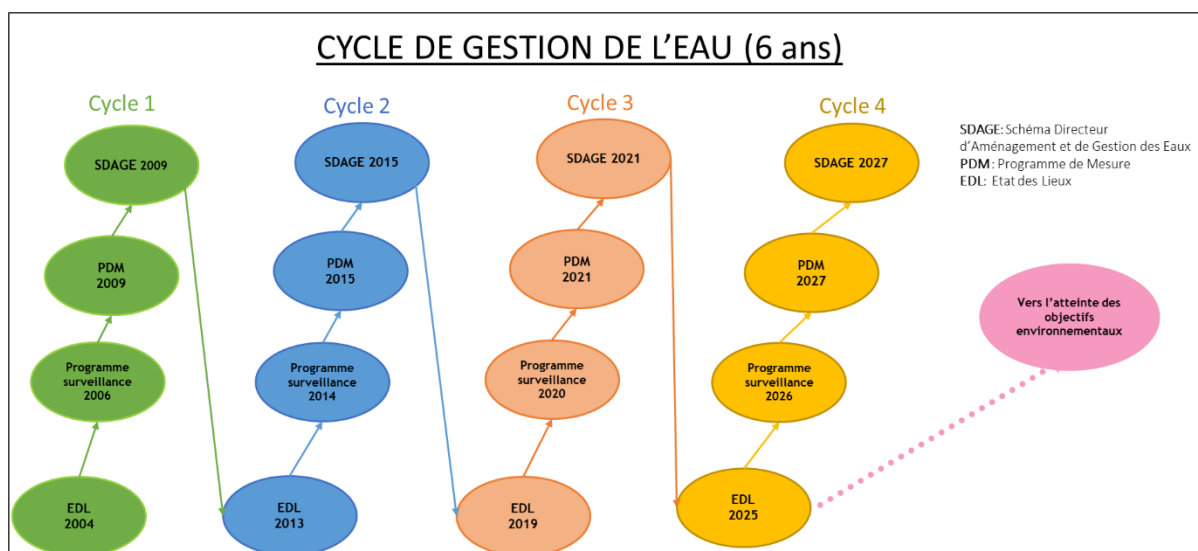 CYCLE DE GESTION DE L'EAU (6 ans)
Cycle 1
SDAGE 2009
PDM
2009
Programme
surveillance
2006
EDL
2004
Cycle 2
SDAGE 2015
PDM
2015
Programme
surveillance
2014
EDL
2013
Cycle 3
SDAGE 2021
PDM
2021
Programme
surveillance
2020
EDL
2019
Cycle 4
SDAGE 2027
PDM
2027
Programme
surveillance
2026
EDL
2025
SDAGE: Schéma Directeur
d'Aménagement et de Gestion des Eaux
PDM : Programme de Mesure
EDL: Etat des Lieux
Vers l'atteinte des
objectifs
environnementaux